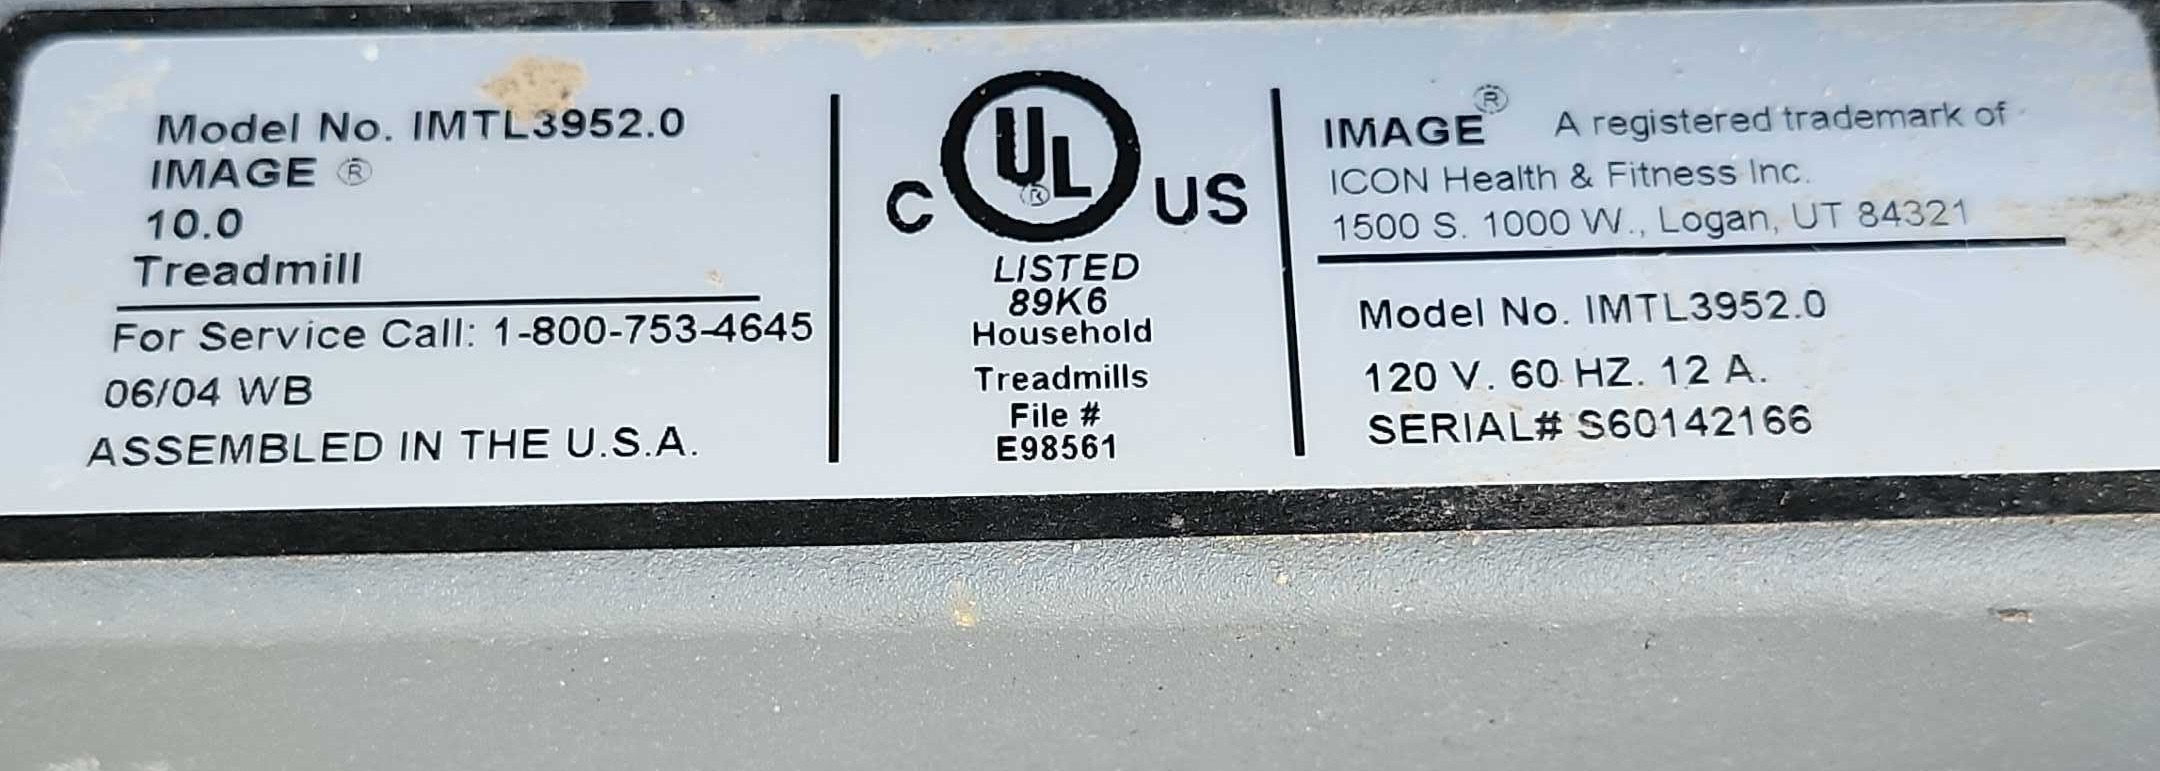 Model No. IMTL3952.0
IMAGE ®
10.0
Treadmill
For Service Call: 1-800-753-4645
06/04 WB
ASSEMBLED IN THE U.S.A.
C UL® US
LISTED
89K6
Household
Treadmills
File #
E98561
IMAGE® A registered trademark of
ICON Health & Fitness Inc.
1500 S. 1000 W., Logan, UT 84321
Model No. IMTL3952.0
120 V. 60 HZ. 12 A.
SERIAL# S60142166